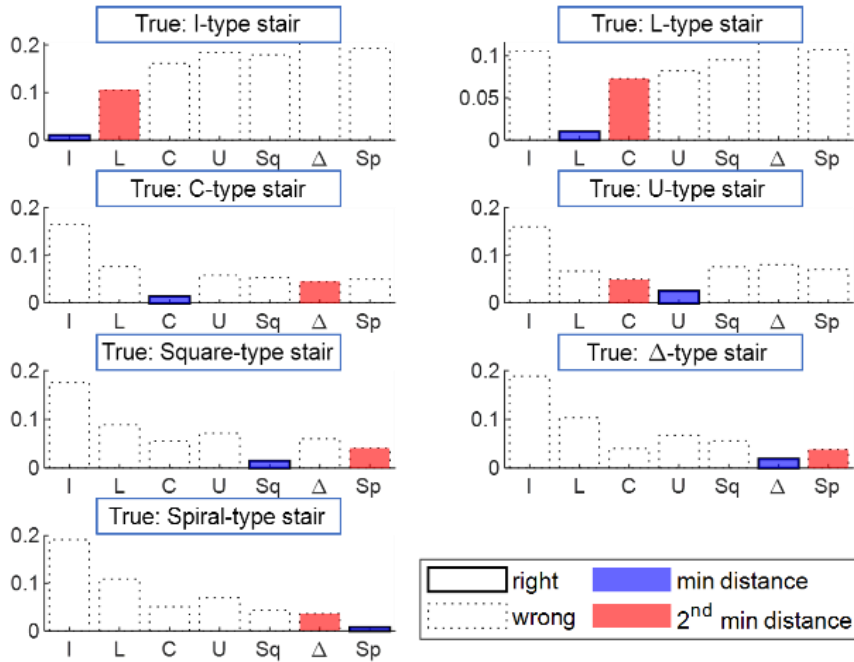 True: I-type stair
0.2
0.1
0
I L C U Sq Δ Sp
True: L-type stair
0.1
0.05
0
I L C U Sq Δ Sp
True: C-type stair
0.2
0.1
0
I L C U Sq Δ Sp
True: U-type stair
0.2
0.1
0
I L C U Sq Δ Sp
True: Square-type stair
0.2
0.1
0
I L C U Sq Δ Sp
True: Δ-type stair
0.2
0.1
0
I L C U Sq Δ Sp
True: Spiral-type stair
0.2
0.1
0
I L C U Sq Δ Sp
right min distance
wrong 2nd min distance